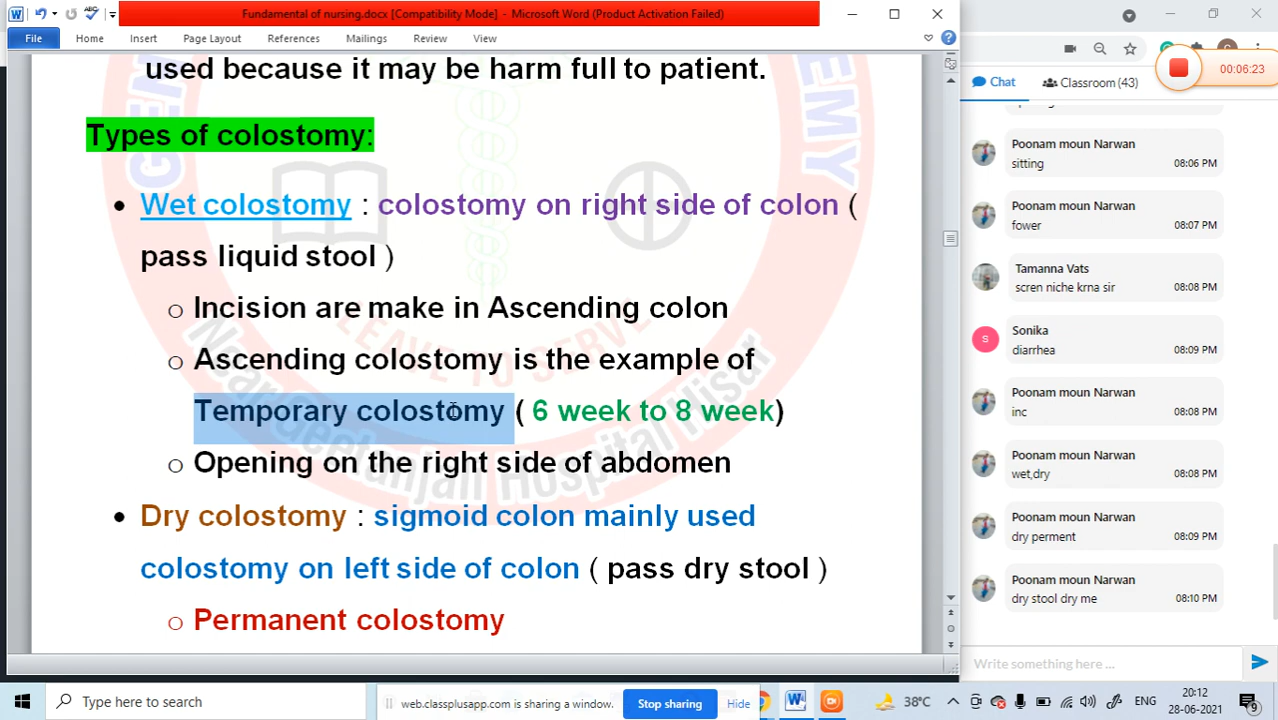 Fundamental of nursing.docx [Compatibility Mode] - Microsoft Word (Product Activation Failed)
File Home Insert Page Layout References Mailings Review View
used because it may be harm full to patient.
Types of colostomy:
• Wet colostomy : colostomy on right side of colon (
pass liquid stool )
o Incision are make in Ascending colon
o Ascending colostomy is the example of
Temporary colostomy ( 6 week to 8 week)
o Opening on the right side of abdomen
• Dry colostomy : sigmoid colon mainly used
colostomy on left side of colon ( pass dry stool )
o Permanent colostomy
LEAVE TO SERVE
EMY
Near Geetanjali Hospital Hisar
00:06:23
Chat Classroom (43)
Poonam moun Narwan
sitting 08:06 PM
Poonam moun Narwan
fower 08:07 PM
Tamanna Vats
scren niche krna sir 08:08 PM
Sonika
S
diarrhea 08:09 PM
Poonam moun Narwan
inc 08:08 PM
Poonam moun Narwan
wet,dry 08:08 PM
Poonam moun Narwan
dry perment 08:09 PM
Poonam moun Narwan
dry stool dry me 08:10 PM
Write something here ...
Type here to search
web.classplusapp.com is sharing a window. Stop sharing Hide
38°C ENG 20:12
28-06-2021
9